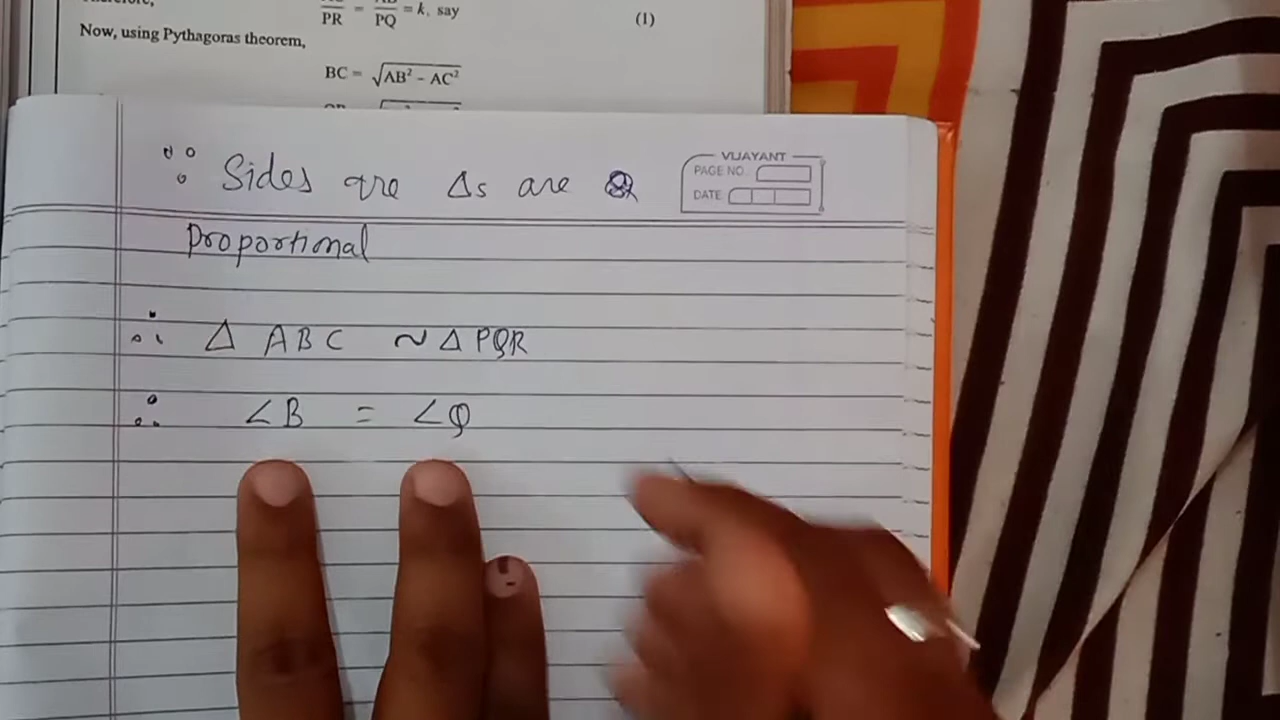 PR = PQ = k, say (1)
Now, using Pythagoras theorem,
BC = √AB² – AC²
∵ Sides are Δs are
Proportional
VIJAYANT
PAGE NO.
DATE
∴ Δ ABC ~ Δ PQR
∴ ∠B = ∠Q